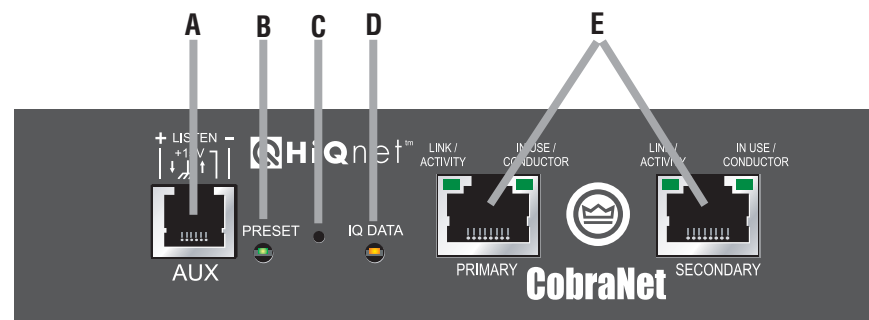 A B C D E
+ LISTEN –
HiQnet™
LINK / ACTIVITY
IN USE / CONDUCTOR
LINK / ACTIVITY
IN USE / CONDUCTOR
PRESET
IQ DATA
AUX
PRIMARY
CobraNet
SECONDARY